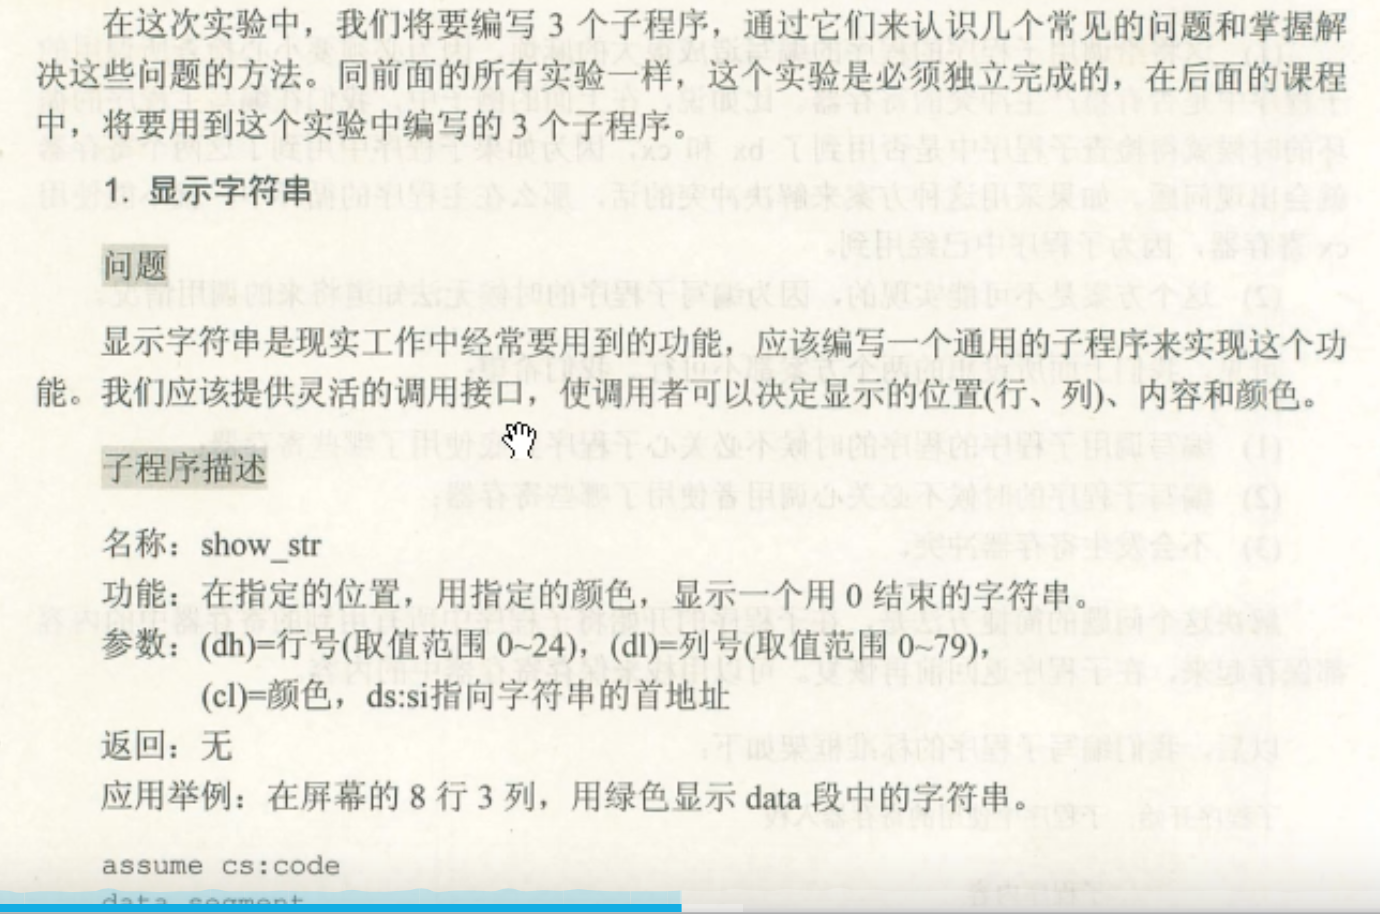 在这次实验中，我们将要编写 3 个子程序，通过它们来认识几个常见的问题和掌握解
决这些问题的方法。同前面的所有实验一样，这个实验是必须独立完成的，在后面的课程
中，将要用到这个实验中编写的 3 个子程序。
1. 显示字符串
问题
显示字符串是现实工作中经常要用到的功能，应该编写一个通用的子程序来实现这个功
能。我们应该提供灵活的调用接口，使调用者可以决定显示的位置(行、列)、内容和颜色。
子程序描述
名称：show_str
功能：在指定的位置，用指定的颜色，显示一个用 0 结束的字符串。
参数：(dh)=行号(取值范围 0~24)，(dl)=列号(取值范围 0~79)，
(cl)=颜色，ds:si指向字符串的首地址
返回：无
应用举例：在屏幕的 8 行 3 列，用绿色显示 data 段中的字符串。
assume cs:code
data segment